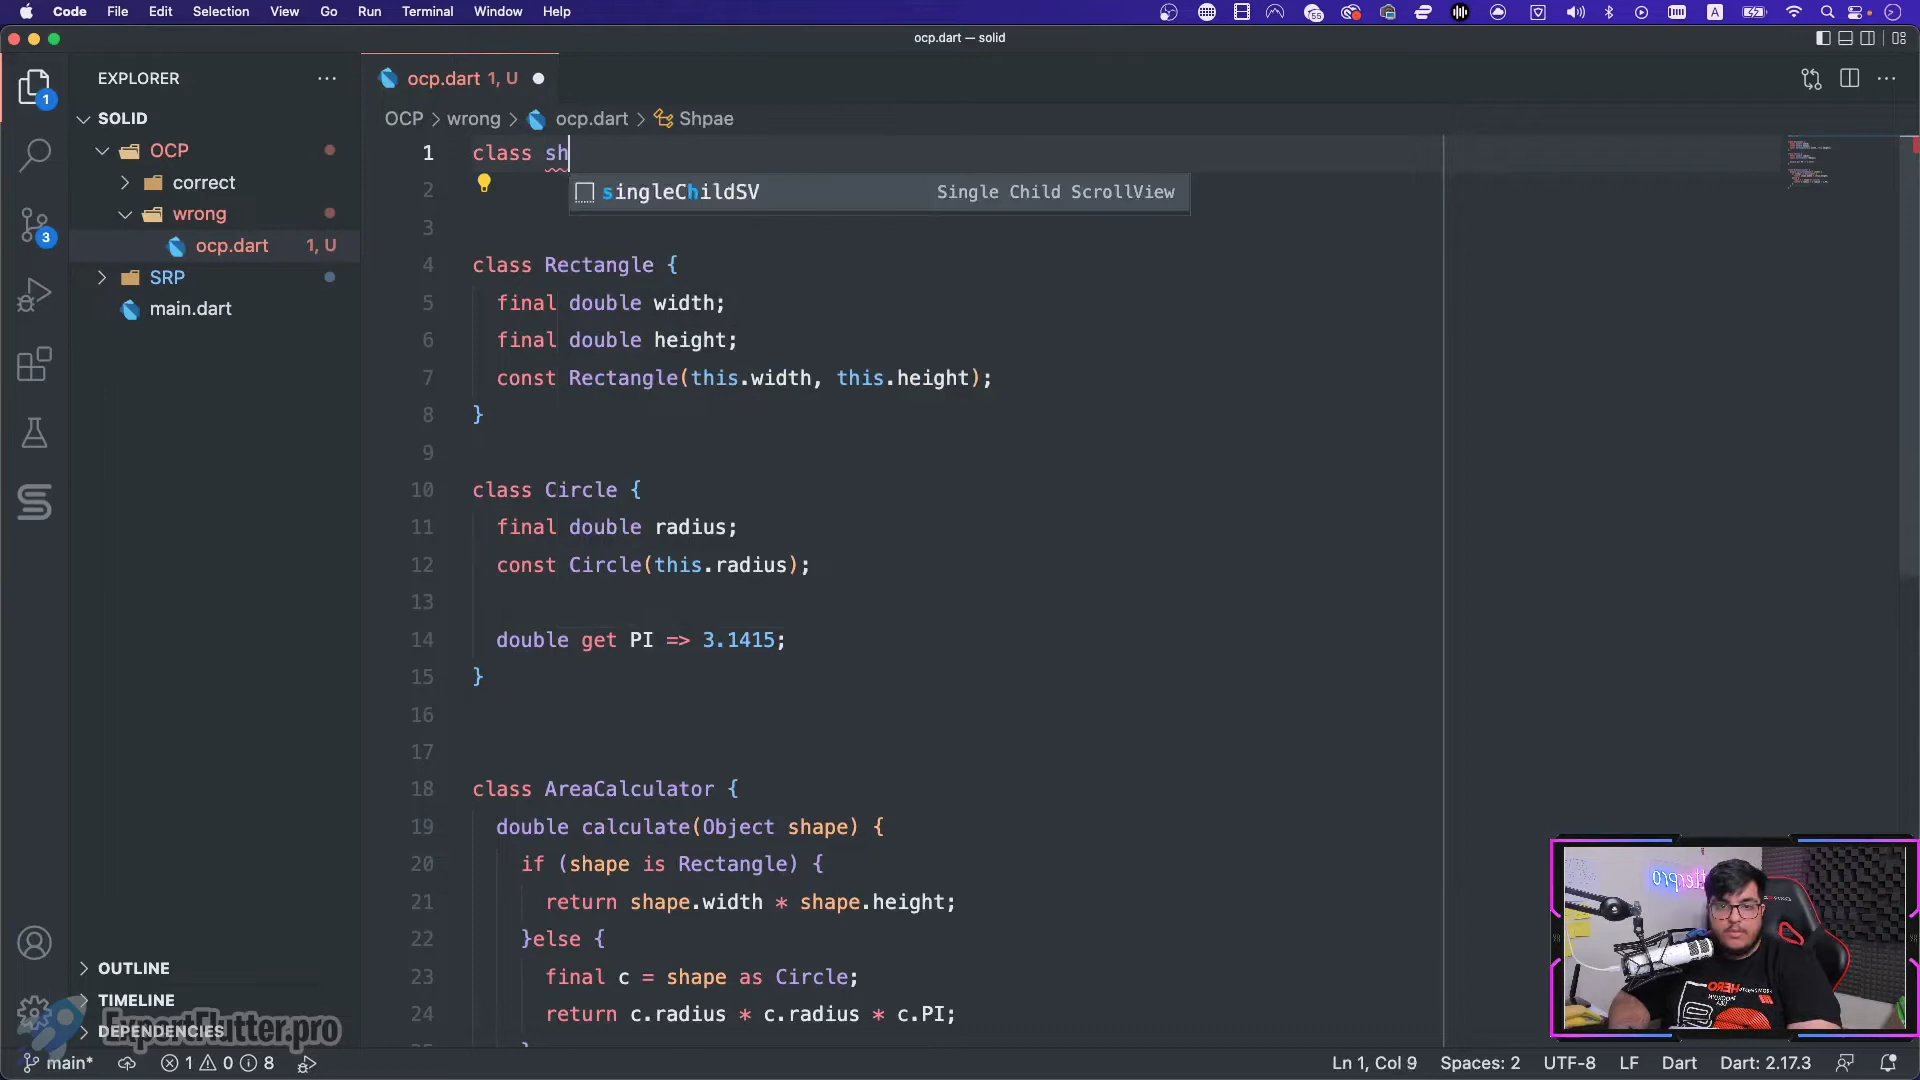 Code File Edit Selection View Go Run Terminal Window Help
55
A
ocp.dart — solid
EXPLORER
ocp.dart 1, U
1
SOLID
OCP > wrong > ocp.dart > Shpae
OCP
1 class sh
correct
2
singleChildSV Single Child ScrollView
wrong
3
3
ocp.dart 1, U
4 class Rectangle {
SRP
5 final double width;
main.dart
6 final double height;
7 const Rectangle(this.width, this.height);
8 }
9
10 class Circle {
11 final double radius;
12 const Circle(this.radius);
13
14 double get PI => 3.1415;
15 }
16
17
18 class AreaCalculator {
19 double calculate(Object shape) {
20 if (shape is Rectangle) {
21 return shape.width * shape.height;
22 }else {
23 final c = shape as Circle;
24 return c.radius * c.radius * c.PI;
OUTLINE
TIMELINE
DEPENDENCIES
ExpertFlutter.pro
main* 1 0 8
Ln 1, Col 9 Spaces: 2 UTF-8 LF Dart Dart: 2.17.3